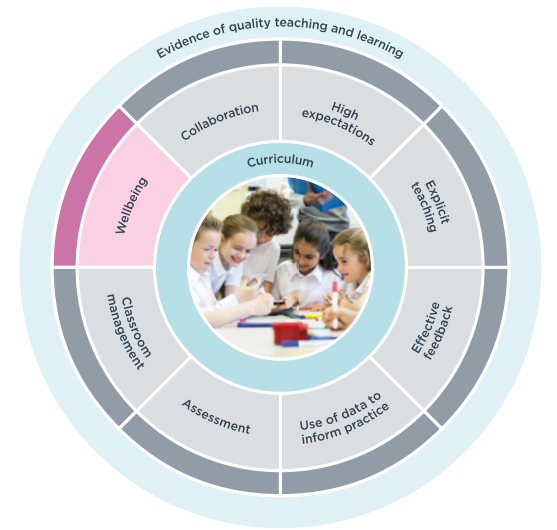 Evidence of quality teaching and learning
Collaboration
High
expectations
Explicit
teaching
Effective
feedback
Use of data to
inform practice
Assessment
Classroom
management
Wellbeing
Curriculum